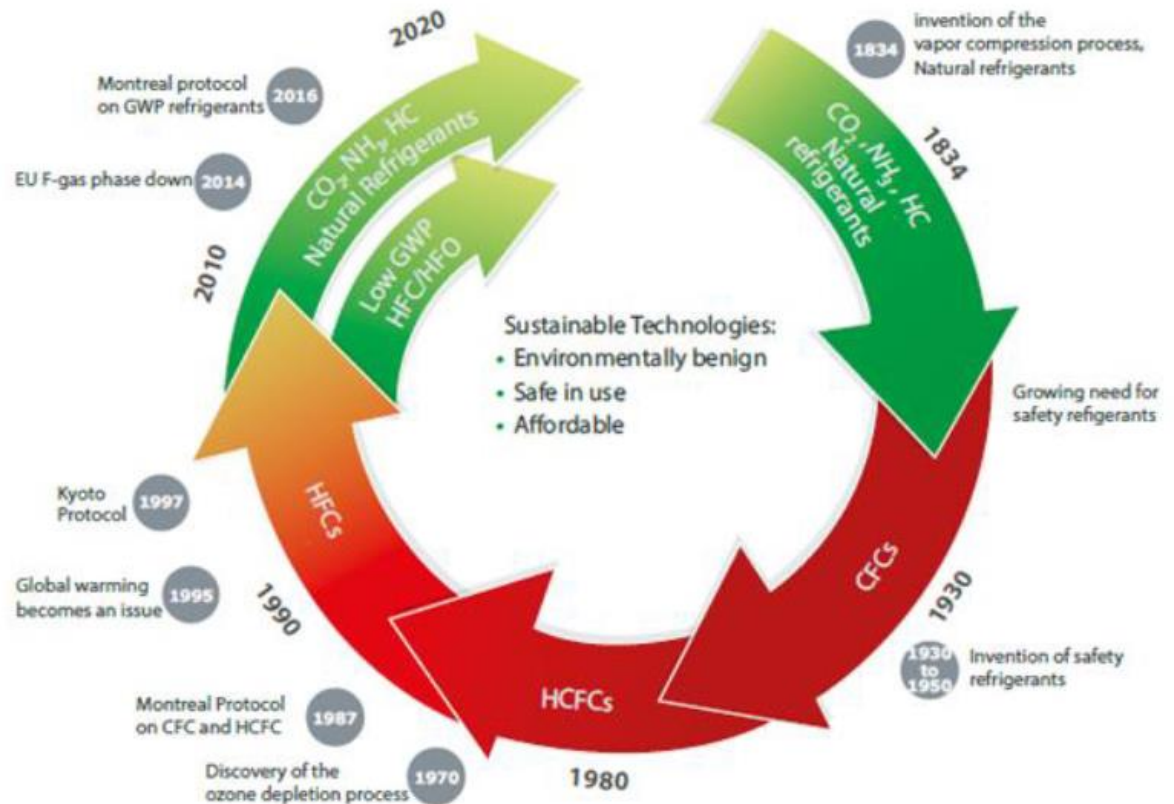 1834
invention of the
vapor compression process,
Natural refrigerants
CO2, NH3, HC
Natural
refrigerants
1834
Growing need for
safety refigerants
CFCs
1930
1930
to
1950
Invention of safety
refrigerants
HCFCs
1980
Discovery of the
ozone depletion process
1970
Montreal Protocol
on CFC and HCFC
1987
1990
Global warming
becomes an issue
1995
Kyoto
Protocol
1997
HFCs
2010
EU F-gas phase down
2014
Montreal protocol
on GWP refrigerants
2016
2020
CO2, NH3, HC
Natural Refrigerants
Low GWP
HFC/HFO
Sustainable Technologies:
• Environmentally benign
• Safe in use
• Affordable